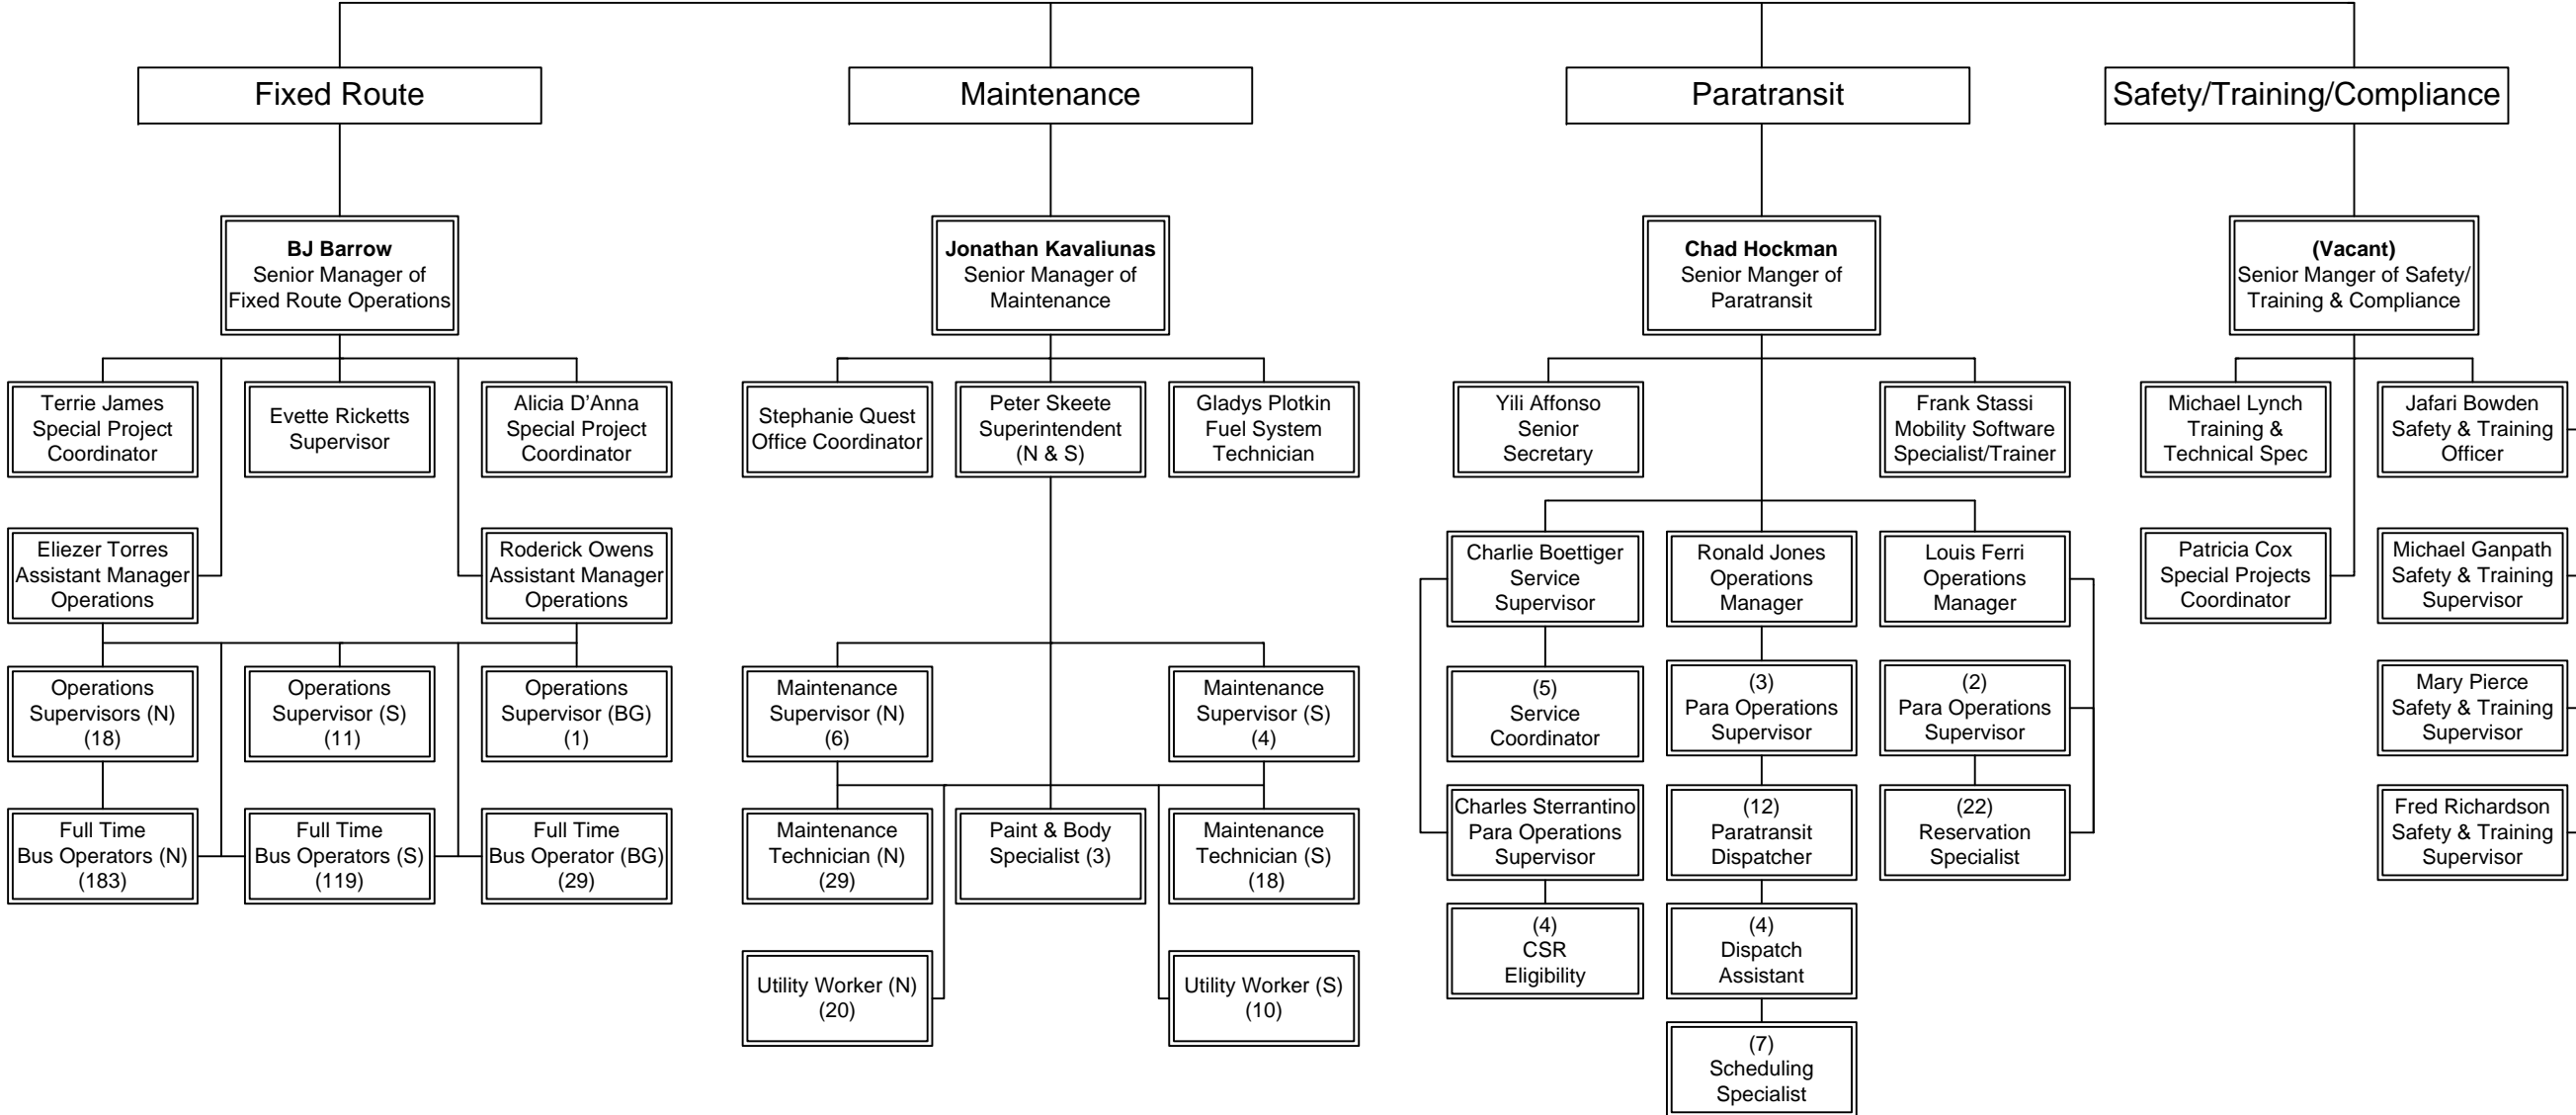 Fixed Route
Maintenance
Paratransit
Safety/Training/Compliance
BJ Barrow
Senior Manager of
Fixed Route Operations
Jonathan Kavaliunas
Senior Manager of
Maintenance
Chad Hockman
Senior Manger of
Paratransit
(Vacant)
Senior Manger of Safety/
Training & Compliance
Terrie James
Special Project
Coordinator
Evette Ricketts
Supervisor
Alicia D’Anna
Special Project
Coordinator
Stephanie Quest
Office Coordinator
Peter Skeete
Superintendent
(N & S)
Gladys Plotkin
Fuel System
Technician
Yili Affonso
Senior
Secretary
Frank Stassi
Mobility Software
Specialist/Trainer
Michael Lynch
Training &
Technical Spec
Jafari Bowden
Safety & Training
Officer
Eliezer Torres
Assistant Manager
Operations
Roderick Owens
Assistant Manager
Operations
Charlie Boettiger
Service
Supervisor
Ronald Jones
Operations
Manager
Louis Ferri
Operations
Manager
Patricia Cox
Special Projects
Coordinator
Michael Ganpath
Safety & Training
Supervisor
Operations
Supervisors (N)
(18)
Operations
Supervisor (S)
(11)
Operations
Supervisor (BG)
(1)
Maintenance
Supervisor (N)
(6)
Maintenance
Supervisor (S)
(4)
(5)
Service
Coordinator
(3)
Para Operations
Supervisor
(2)
Para Operations
Supervisor
Mary Pierce
Safety & Training
Supervisor
Full Time
Bus Operators (N)
(183)
Full Time
Bus Operators (S)
(119)
Full Time
Bus Operator (BG)
(29)
Maintenance
Technician (N)
(29)
Paint & Body
Specialist (3)
Maintenance
Technician (S)
(18)
Charles Sterrantino
Para Operations
Supervisor
(12)
Paratransit
Dispatcher
(22)
Reservation
Specialist
Fred Richardson
Safety & Training
Supervisor
Utility Worker (N)
(20)
Utility Worker (S)
(10)
(4)
CSR
Eligibility
(4)
Dispatch
Assistant
(7)
Scheduling
Specialist